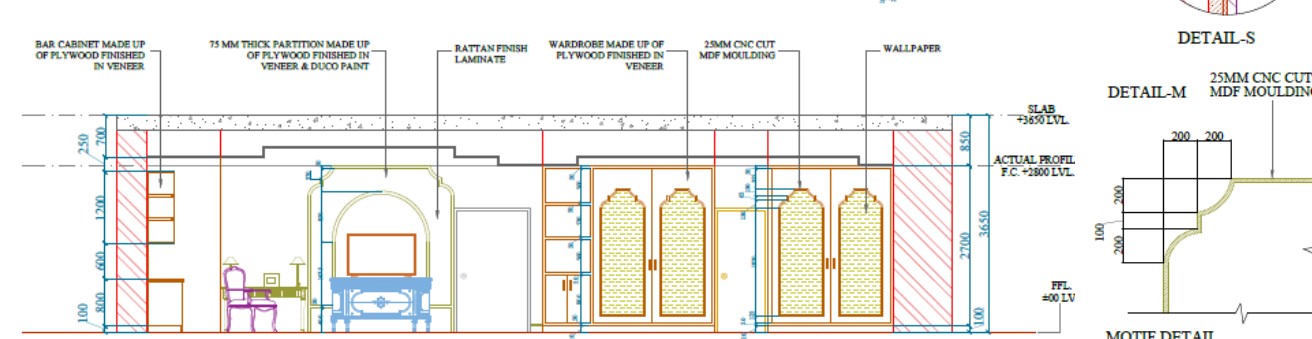 DETAIL-S
BAR CABINET MADE UP
OF PLYWOOD FINISHED
IN VENEER
75 MM THICK PARTITION MADE UP
OF PLYWOOD FINISHED IN
VENEER & DUCO PAINT
RATTAN FINISH
LAMINATE
WARDROBE MADE UP OF
PLYWOOD FINISHED IN
VENEER
25MM CNC CUT
MDF MOULDING
WALLPAPER
DETAIL-M
25MM CNC CUT
MDF MOULDING
SLAB
+3650 LVL.
ACTUAL PROFIL
F.C. +2800 LVL.
FFL.
±00 LV
250
700
1200
600
800
100
850
2700
3650
100
200 200
200
100
200
MOTIF DETAIL